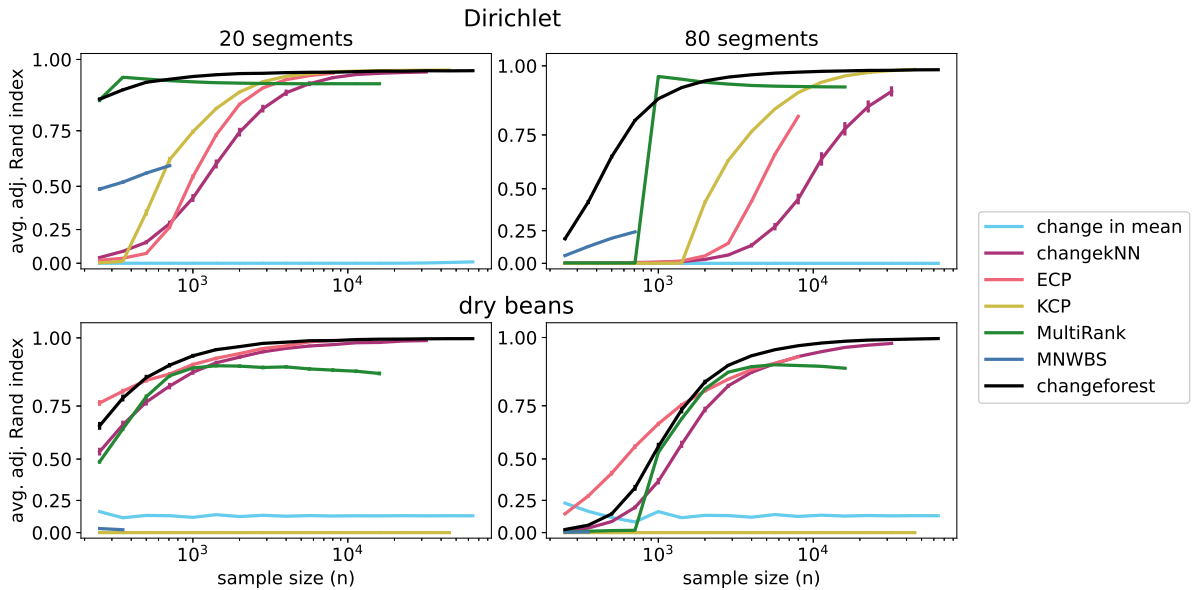 Dirichlet
20 segments
80 segments
avg. adj. Rand index
1.00
0.75
0.50
0.25
0.00
10³
10⁴
1.00
0.75
0.50
0.25
0.00
10³
10⁴
dry beans
avg. adj. Rand index
1.00
0.75
0.50
0.25
0.00
10³
10⁴
sample size (n)
1.00
0.75
0.50
0.25
0.00
10³
10⁴
sample size (n)
change in mean
changekNN
ECP
KCP
MultiRank
MNWBS
changeforest